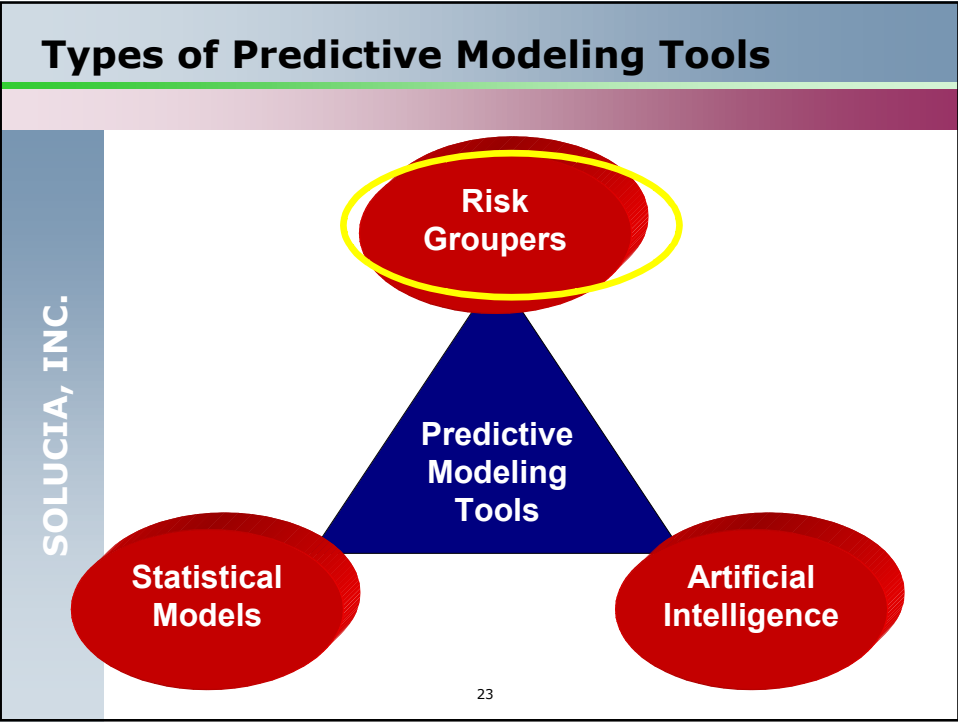 Types of Predictive Modeling Tools
SOLUCIA, INC.
Risk
Groupers
Predictive
Modeling
Tools
Statistical
Models
Artificial
Intelligence
23